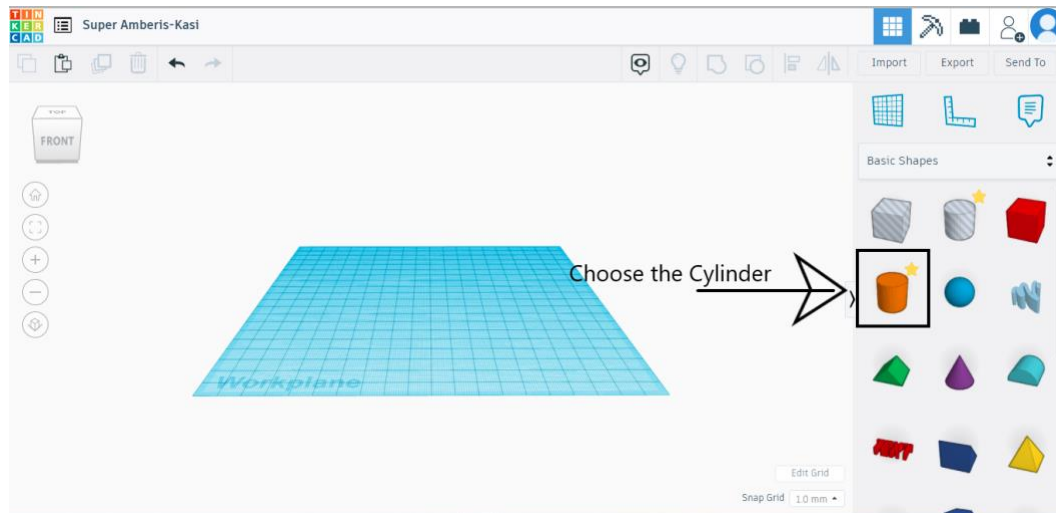 TIN
KER
CAD
Super Amberis-Kasi
Import
Export
Send To
TOP
FRONT
Basic Shapes
Choose the Cylinder
Workplane
TEXT
Edit Grid
Snap Grid 1.0 mm